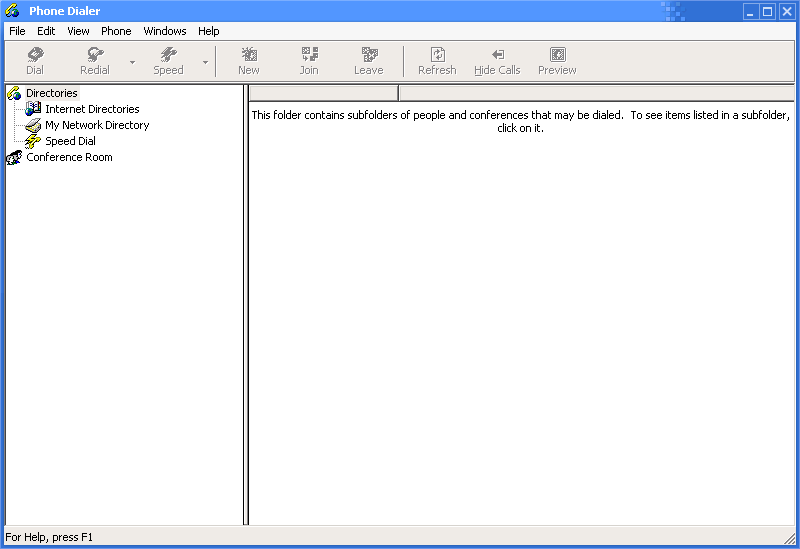 Phone Dialer
File Edit View Phone Windows Help
Dial Redial Speed New Join Leave Refresh Hide Calls Preview
Directories
Internet Directories
My Network Directory
Speed Dial
Conference Room
This folder contains subfolders of people and conferences that may be dialed.  To see items listed in a subfolder,
click on it.
For Help, press F1